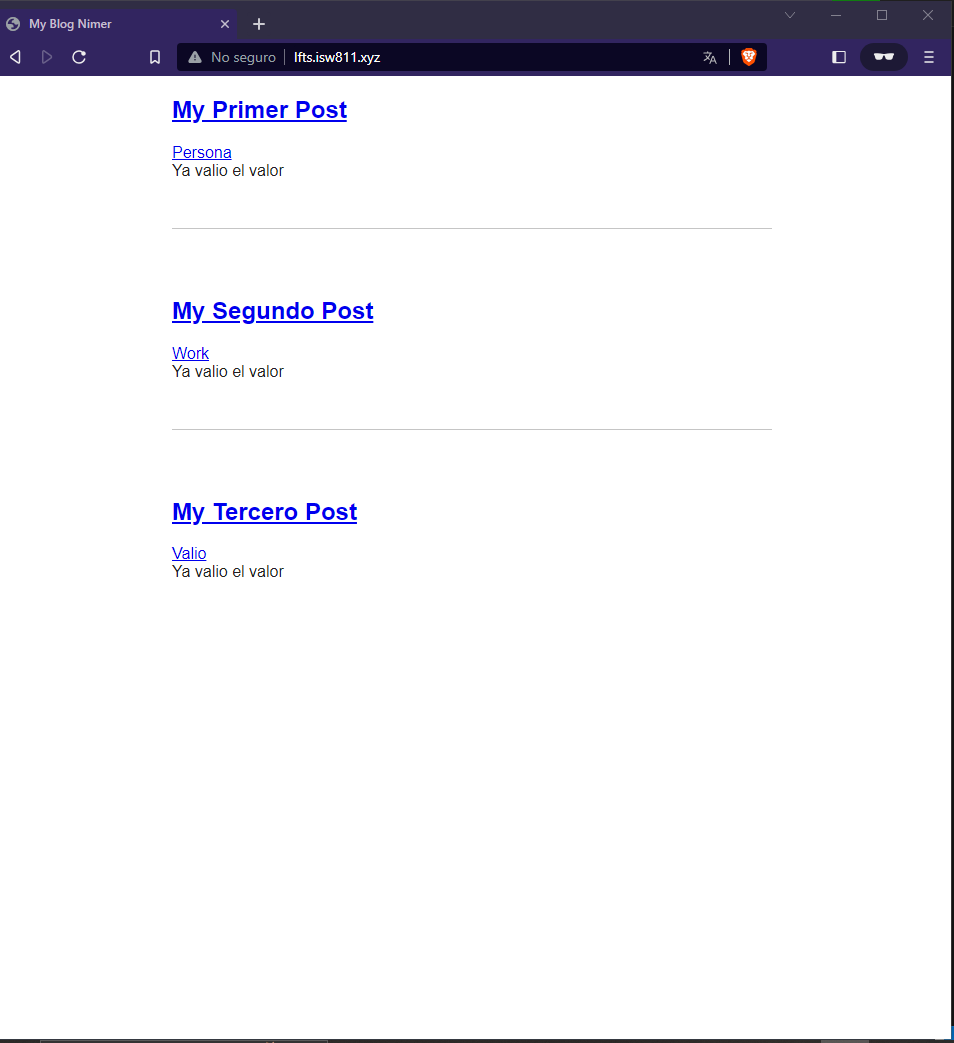 My Blog Nimer
No seguro lfts.isw811.xyz
My Primer Post
Persona
Ya valio el valor
My Segundo Post
Work
Ya valio el valor
My Tercero Post
Valio
Ya valio el valor